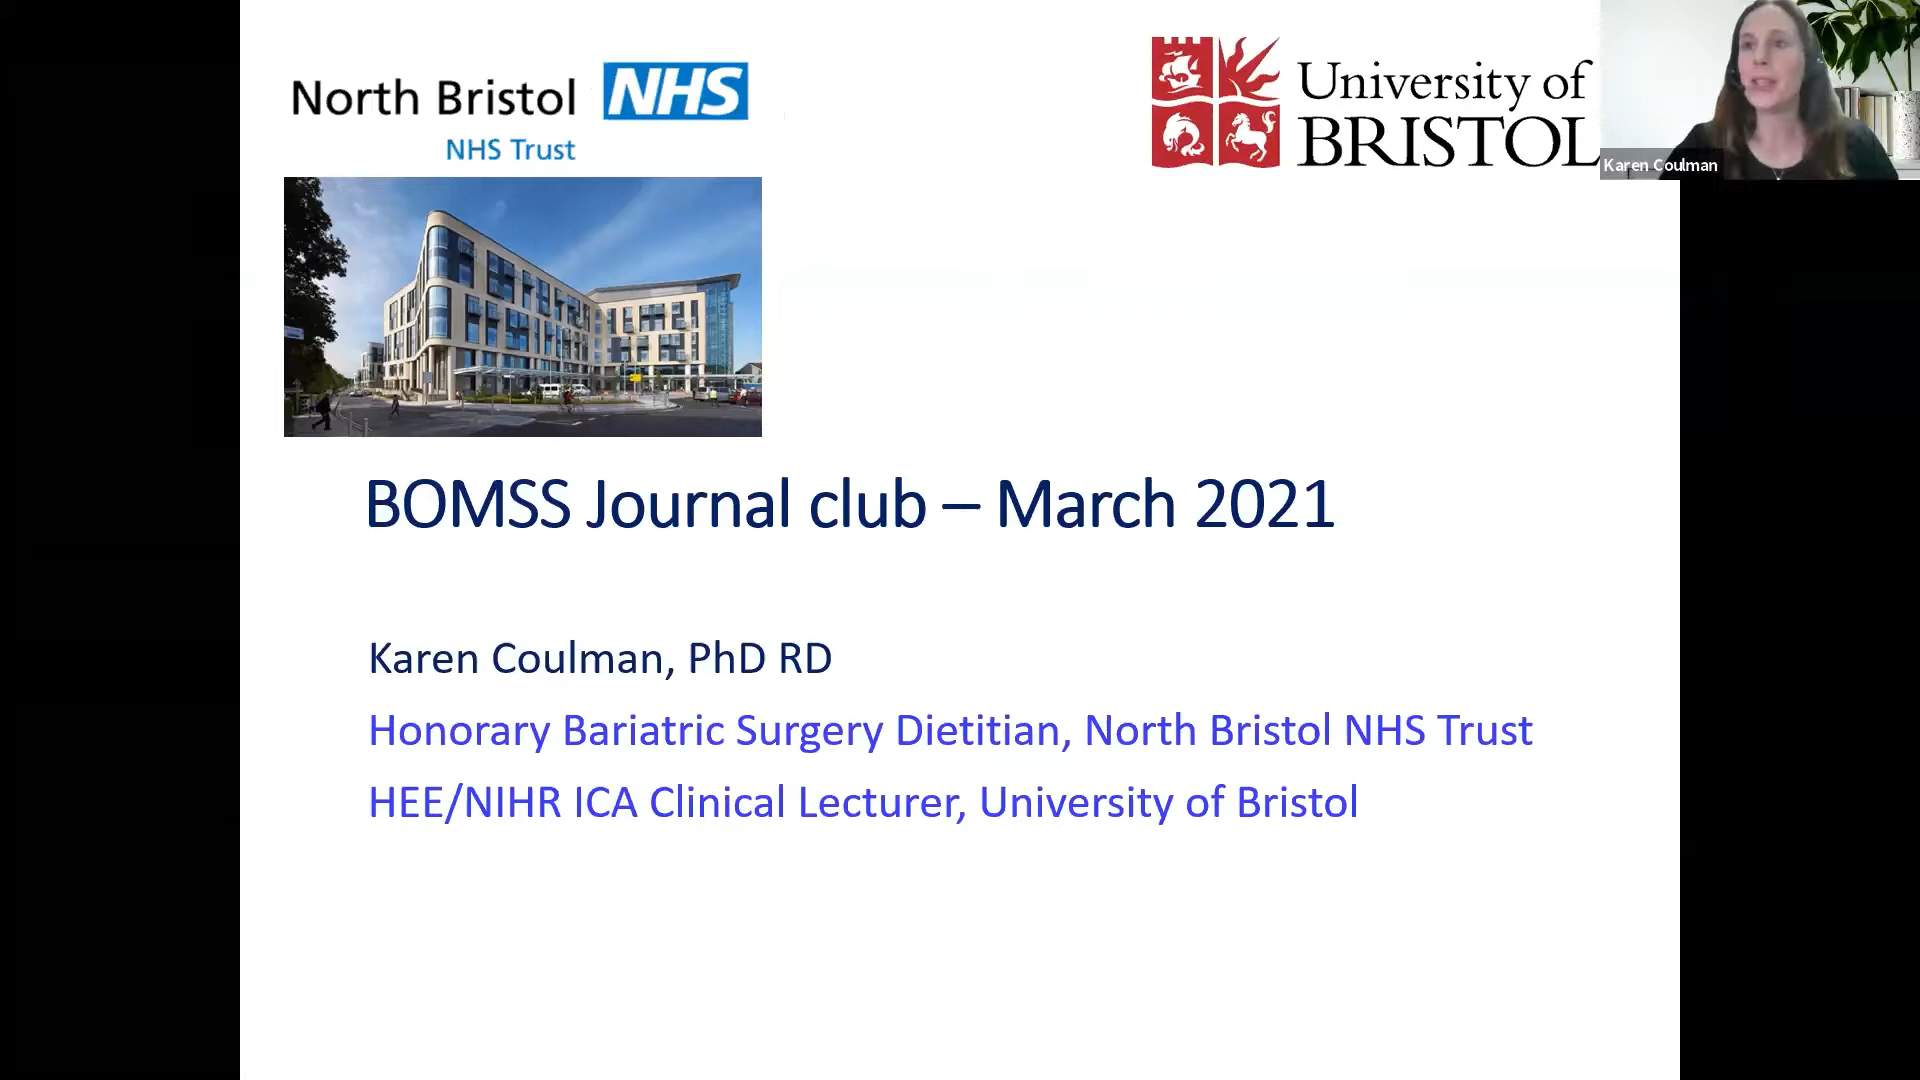 North Bristol NHS
NHS Trust
University of
BRISTOL
Karen Coulman
BOMSS Journal club – March 2021
Karen Coulman, PhD RD
Honorary Bariatric Surgery Dietitian, North Bristol NHS Trust
HEE/NIHR ICA Clinical Lecturer, University of Bristol